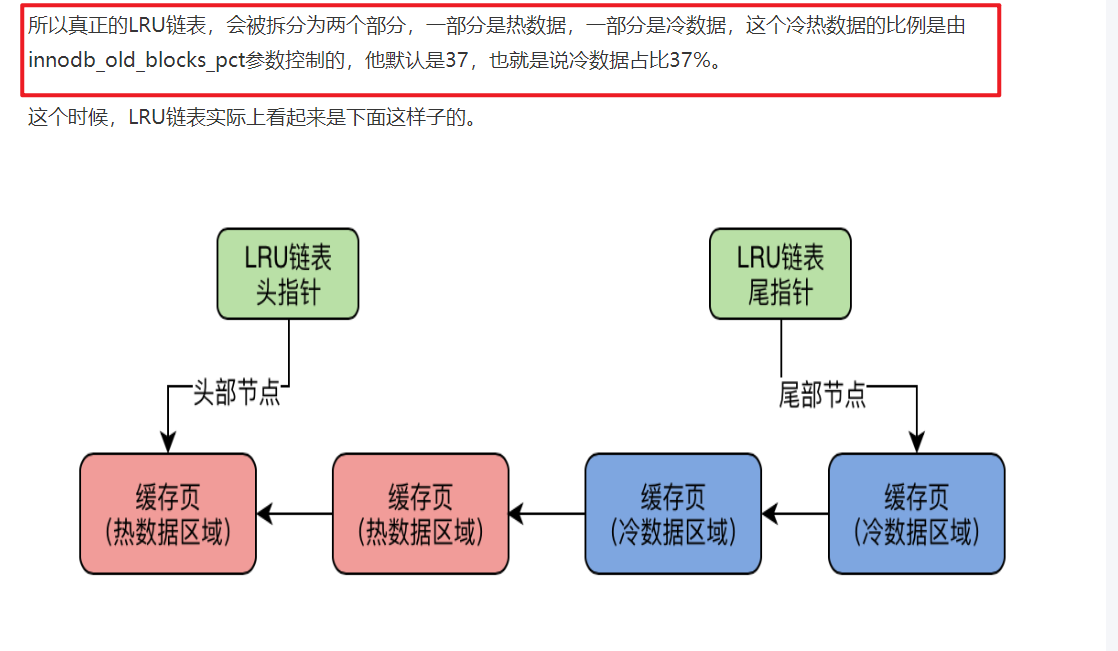 所以真正的LRU链表，会被拆分为两个部分，一部分是热数据，一部分是冷数据，这个冷热数据的比例是由
innodb_old_blocks_pct参数控制的，他默认是37，也就是说冷数据占比37%。
这个时候，LRU链表实际上看起来是下面这样子的。
LRU链表
头指针
LRU链表
尾指针
头部节点
尾部节点
缓存页
(热数据区域)
缓存页
(热数据区域)
缓存页
(冷数据区域)
缓存页
(冷数据区域)